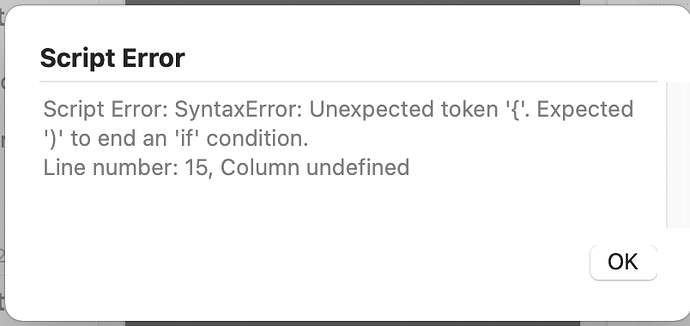 Script Error
Script Error: SyntaxError: Unexpected token '{'. Expected
')' to end an 'if' condition.
Line number: 15, Column undefined
OK